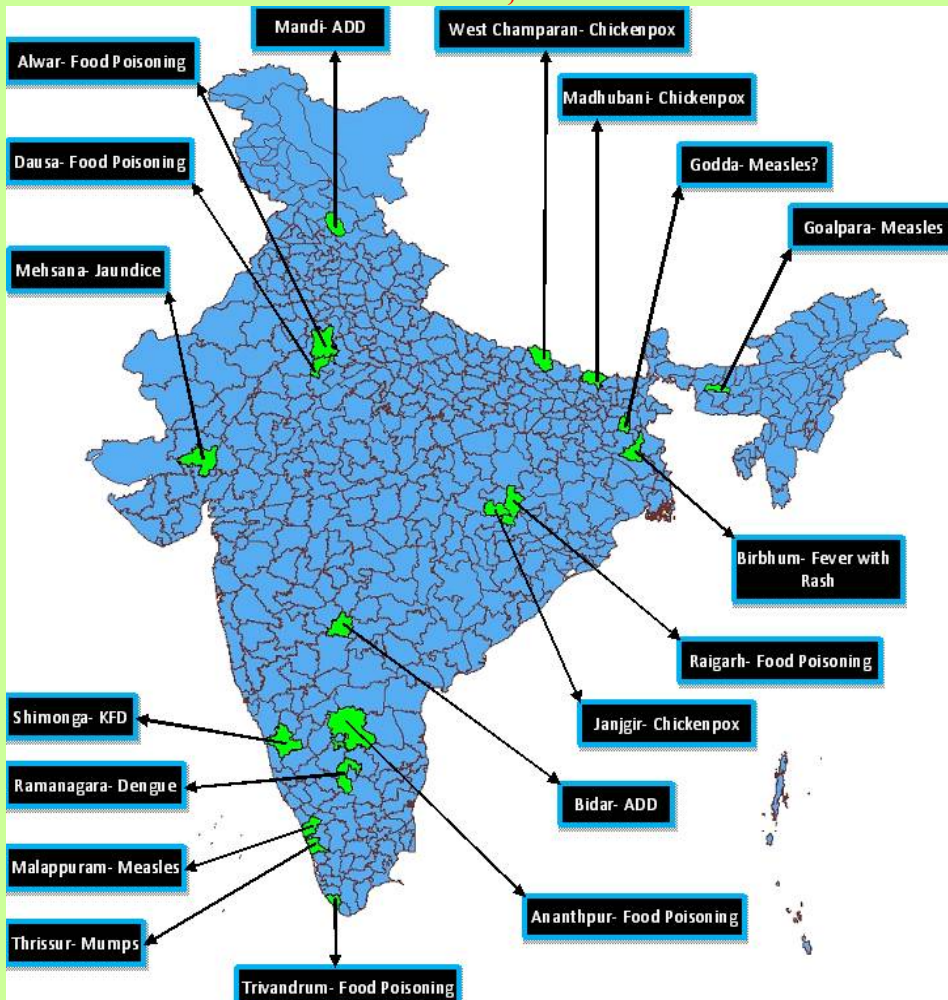 Mandi- ADD
West Champaran- Chickenpox
Alwar- Food Poisoning
Madhubani- Chickenpox
Dausa- Food Poisoning
Godda- Measles?
Goalpara- Measles
Mehsana- Jaundice
Birbhum- Fever with
Rash
Raigarh- Food Poisoning
Shimonga- KFD
Janjgir- Chickenpox
Ramanagara- Dengue
Bidar- ADD
Malappuram- Measles
Ananthpur- Food Poisoning
Thrissur- Mumps
Trivandrum- Food Poisoning